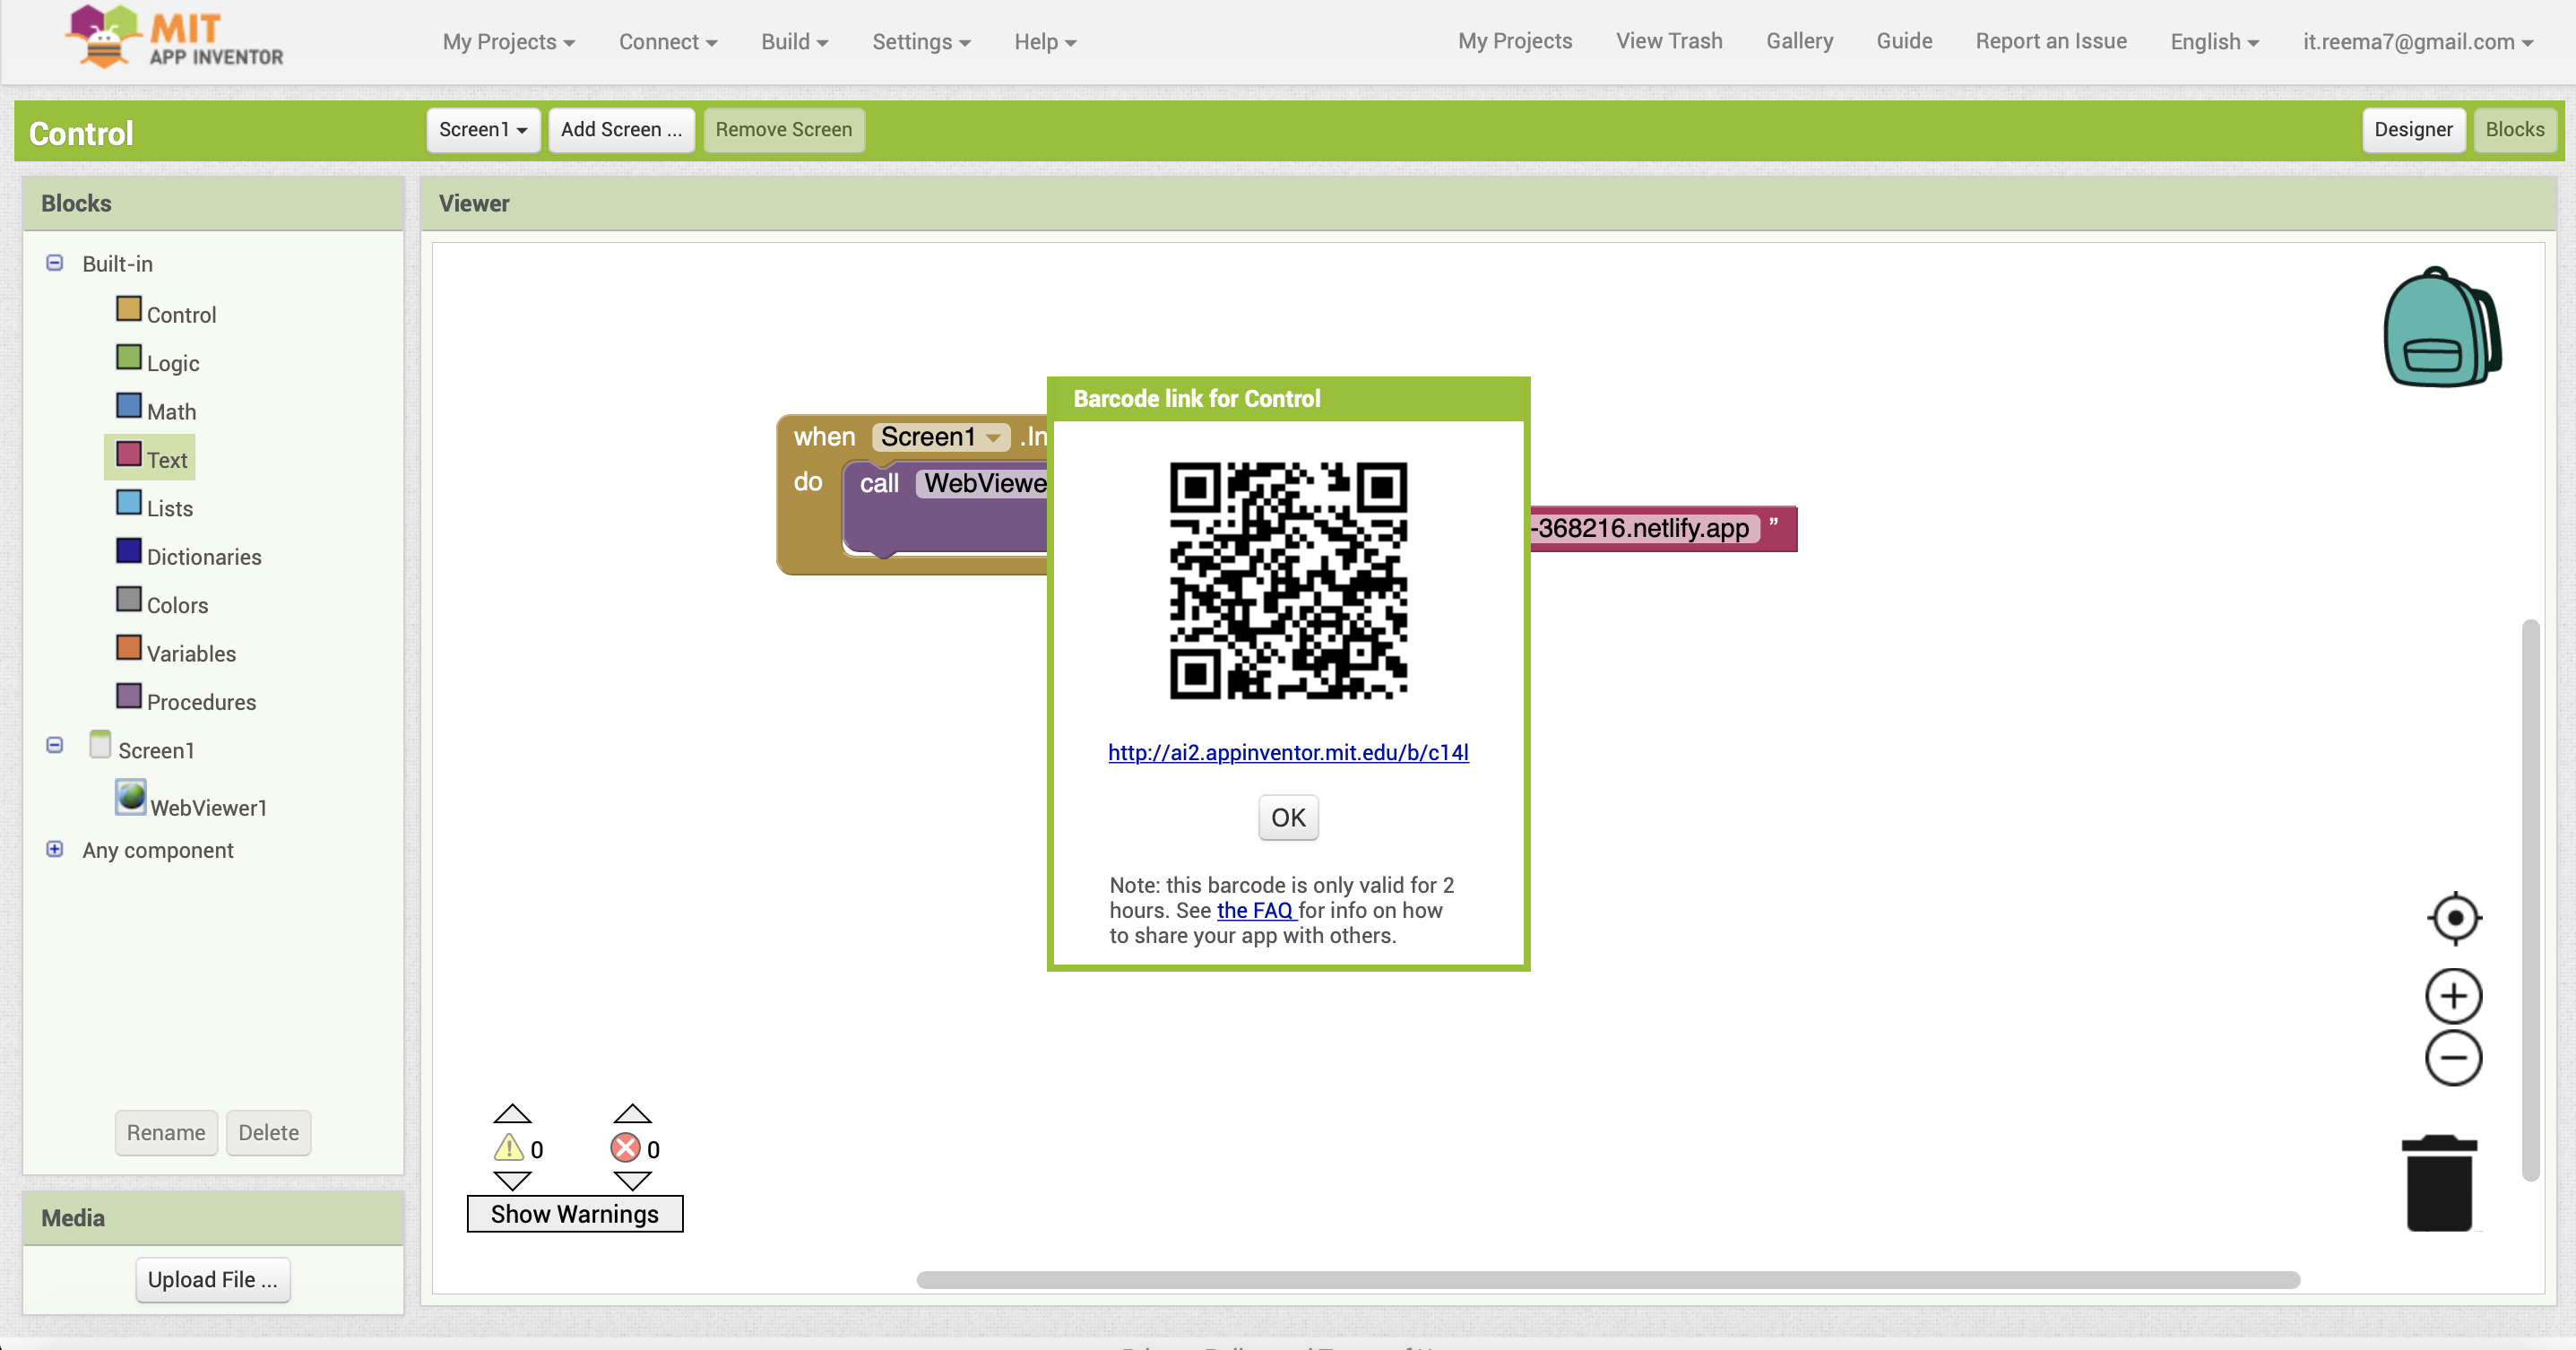 MIT
APP INVENTOR
My Projects
Connect
Build
Settings
Help
My Projects
View Trash
Gallery
Guide
Report an Issue
English
it.reema7@gmail.com
Control
Screen1
Add Screen ...
Remove Screen
Designer
Blocks
Blocks
Viewer
Built-in
Control
Logic
Math
Text
Lists
Dictionaries
Colors
Variables
Procedures
Screen1
WebViewer1
Any component
Rename
Delete
Media
Upload File ...
when Screen1 .In
do call WebViewe
-368216.netlify.app "
Barcode link for Control
http://ai2.appinventor.mit.edu/b/c14l
OK
Note: this barcode is only valid for 2
hours. See the FAQ for info on how
to share your app with others.
0
0
Show Warnings